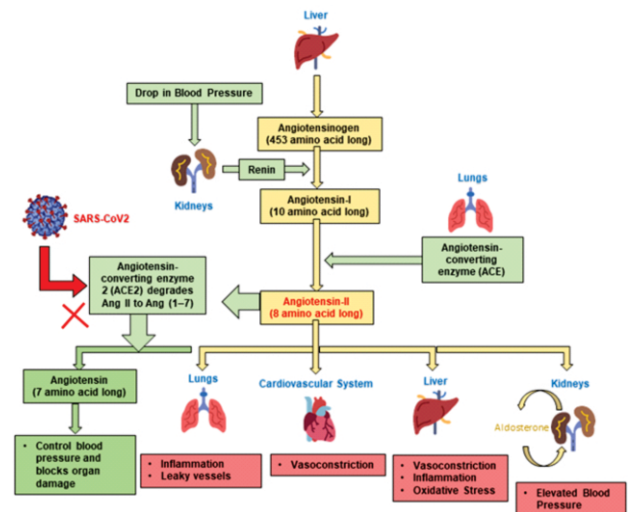 Liver
Drop in Blood Pressure
Angiotensinogen
(453 amino acid long)
Renin
Kidneys
Lungs
Angiotensin-I
(10 amino acid long)
SARS-CoV2
Angiotensin-
converting
enzyme (ACE)
Angiotensin-
converting enzyme
2 (ACE2) degrades
Ang II to Ang (1–7)
Angiotensin-II
(8 amino acid long)
Angiotensin
(7 amino acid long)
Lungs
Cardiovascular System
Liver
Kidneys
Aldosterone
• Control blood
pressure and
blocks organ
damage
• Inflammation
• Leaky vessels
• Vasoconstriction
• Vasoconstriction
• Inflammation
• Oxidative Stress
• Elevated Blood
Pressure